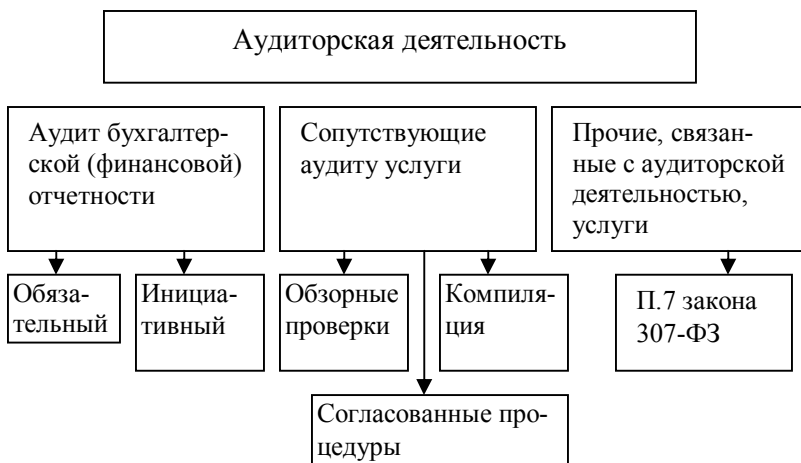 Аудиторская деятельность
Аудит бухгалтер-
ской (финансовой)
отчетности
Сопутствующие
аудиту услуги
Прочие, связан-
ные с аудиторской
деятельностью,
услуги
Обяза-
тельный
Инициа-
тивный
Обзорные
проверки
Компиля-
ция
П.7 закона
307-ФЗ
Согласованные про-
цедуры